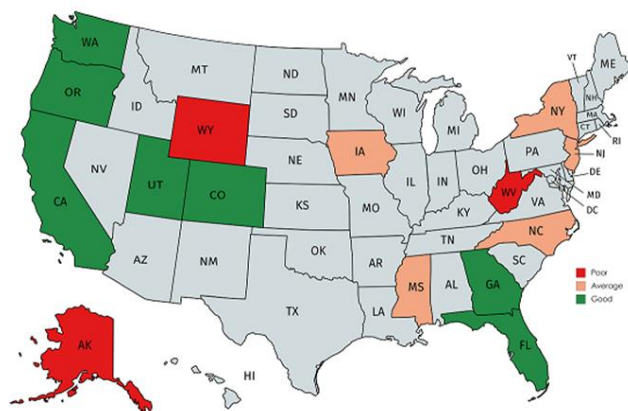 WA
MT
ND
MN
VT
ME
OR
ID
SD
WI
MI
NY
NH
MA
CT
RI
WY
IA
NE
PA
NJ
NV
UT
CO
IL
IN
OH
DE
MD
DC
CA
KS
MO
KY
WV
VA
AZ
NM
OK
AR
TN
NC
SC
TX
LA
MS
AL
GA
FL
AK
HI
Poor
Average
Good